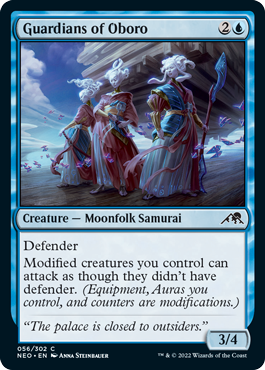 Guardians of Oboro 2
Creature — Moonfolk Samurai
Defender
Modified creatures you control can
attack as though they didn't have
defender. (Equipment, Auras you
control, and counters are modifications.)
"The palace is closed to outsiders."
3/4
056/302 C
NEO • EN Anna Steinbauer
™ & © 2022 Wizards of the Coast